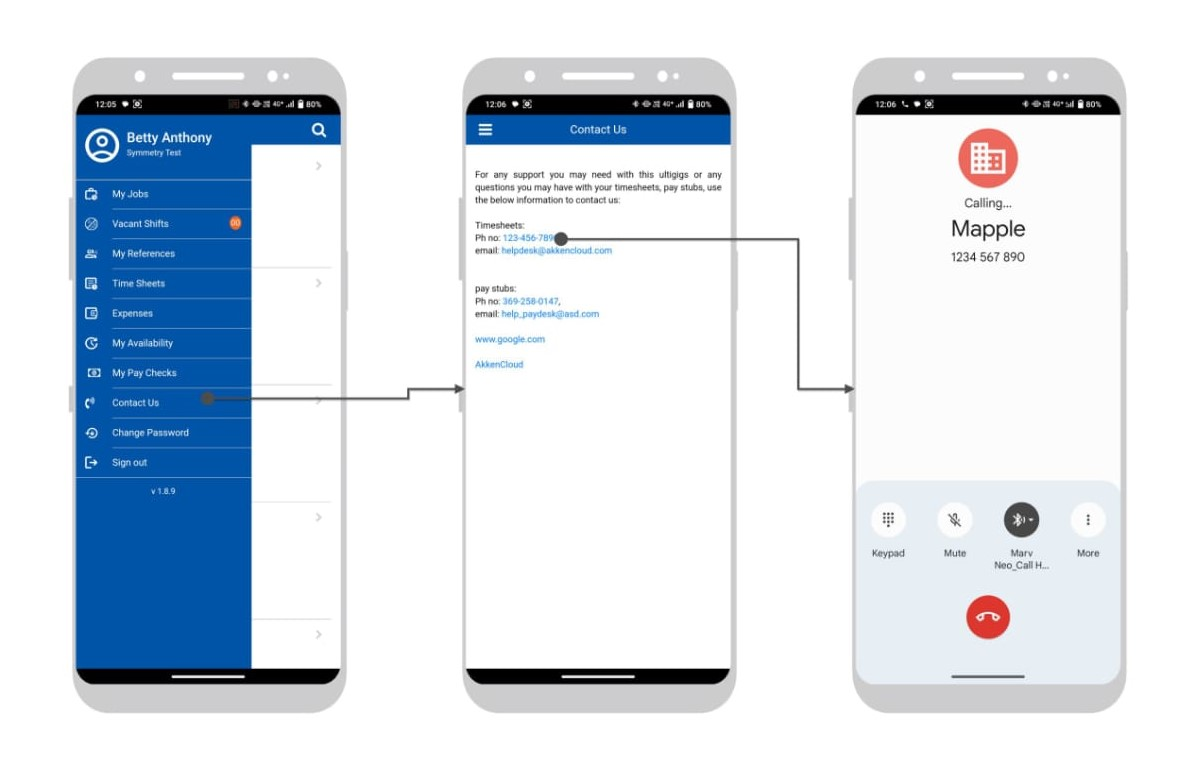 12:05
4G+
80%
Betty Anthony
Symmetry Test
My Jobs
Vacant Shifts 00
My References
Time Sheets
Expenses
My Availability
My Pay Checks
Contact Us
Change Password
Sign out
v 1.8.9
12:06
4G+
80%
Contact Us
For any support you may need with this ultigigs or any
questions you may have with your timesheets, pay stubs, use
the below information to contact us:
Timesheets:
Ph no: 123-456-789
email: helpdesk@akkencloud.com
pay stubs:
Ph no: 369-258-0147,
email: help_paydesk@asd.com
www.google.com
AkkenCloud
12:06
4G+
80%
Calling...
Mapple
1234 567 890
Keypad
Mute
Marv
Neo_Call H...
More